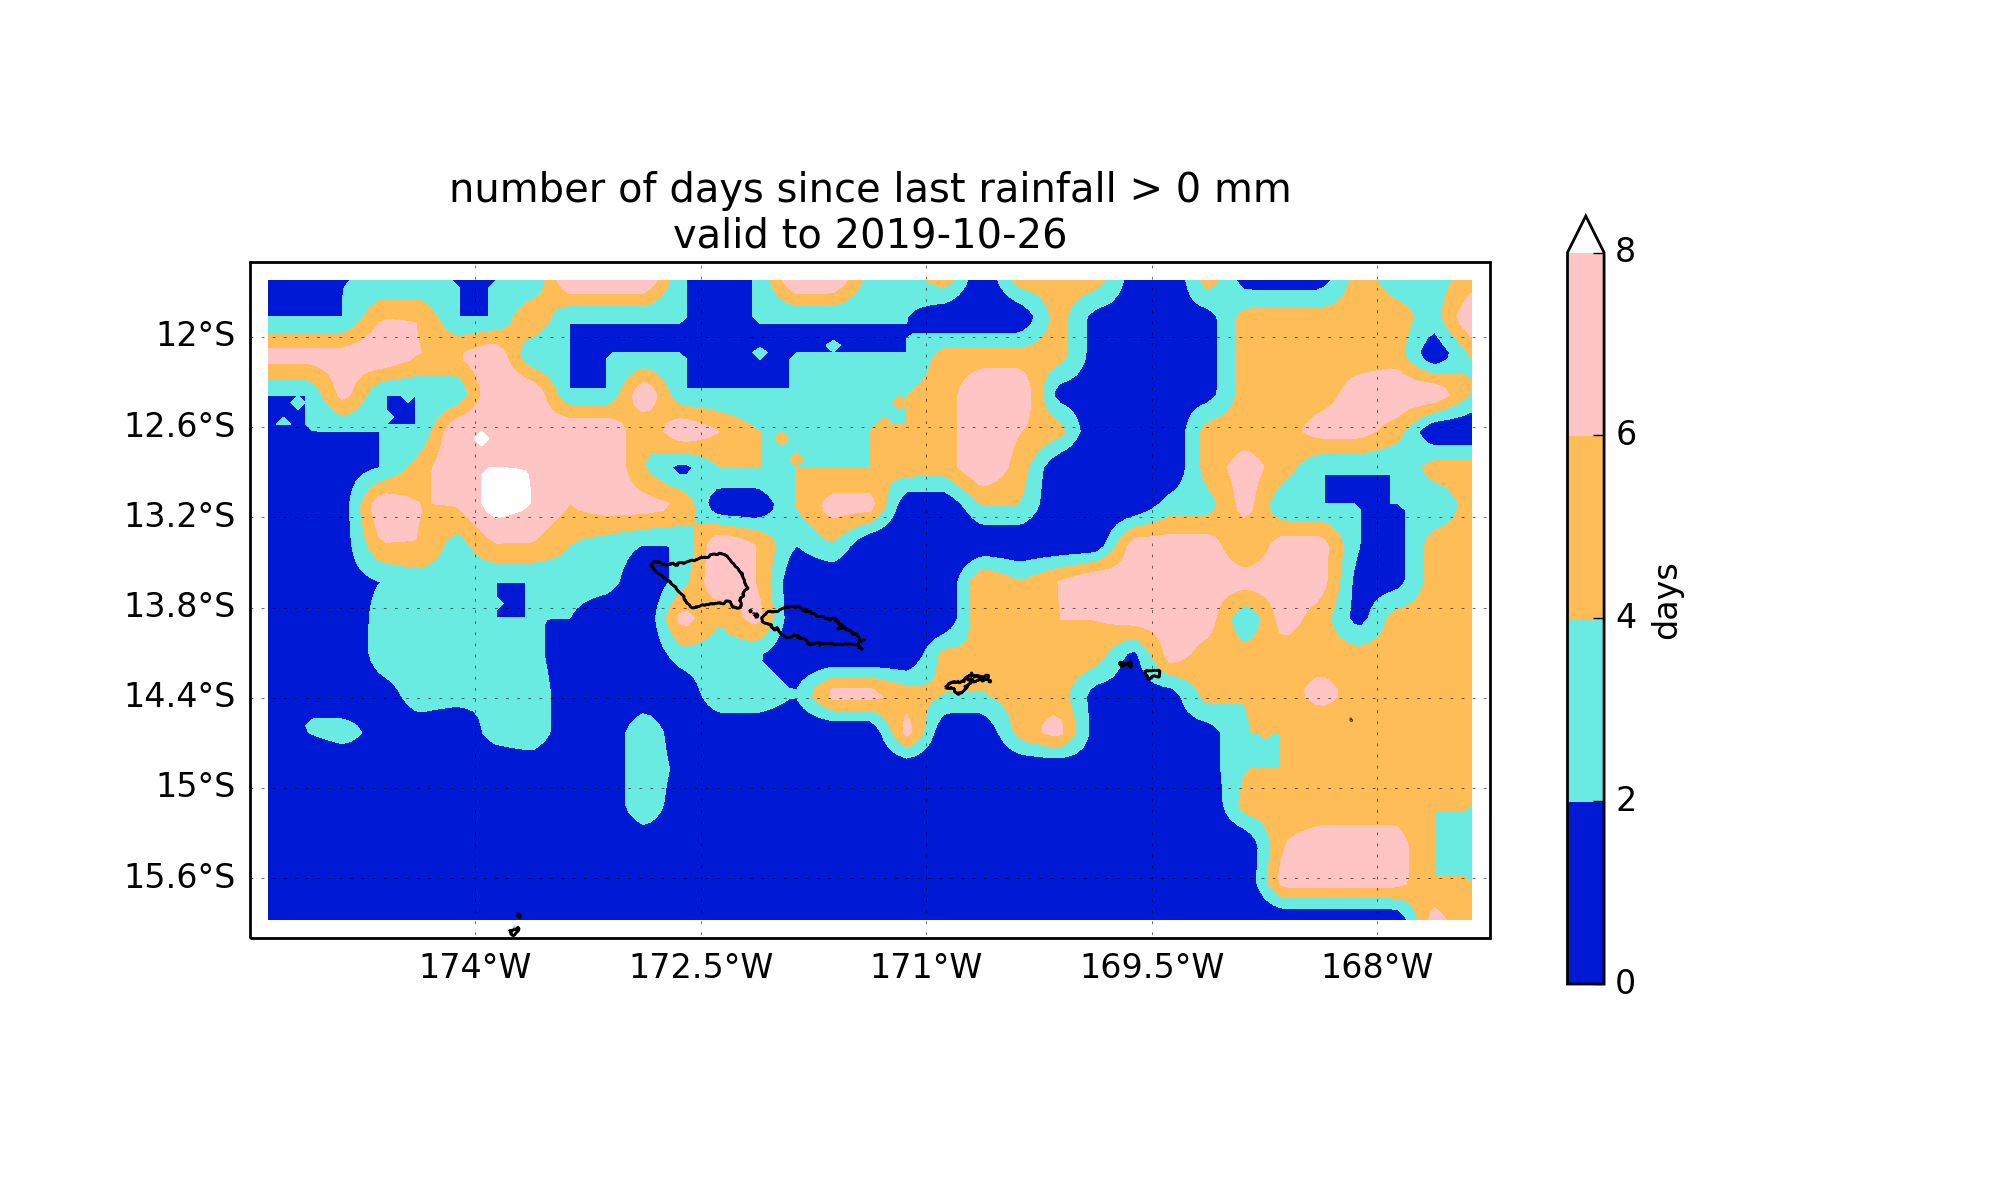 number of days since last rainfall > 0 mm
valid to 2019-10-26
12°S
12.6°S
13.2°S
13.8°S
14.4°S
15°S
15.6°S
174°W 172.5°W 171°W 169.5°W 168°W
8
6
4
2
0
days